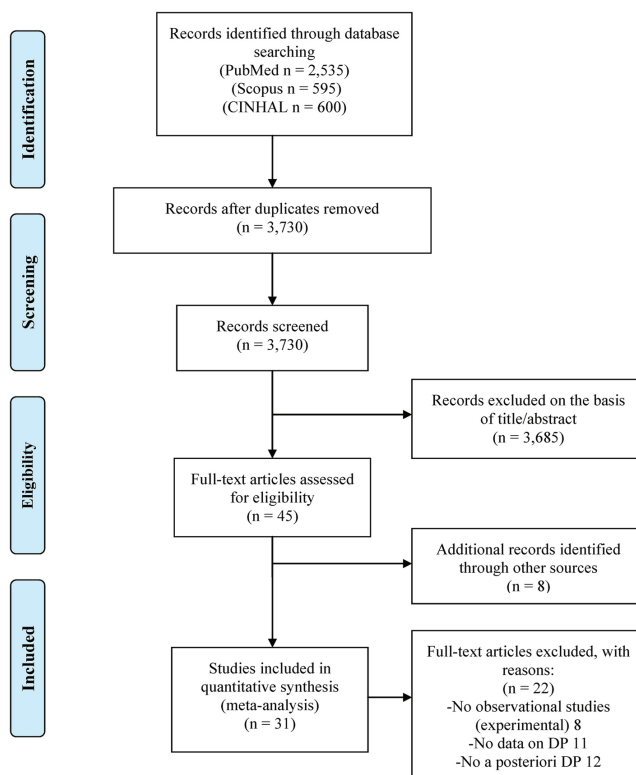 Identification
Records identified through database
searching
(PubMed n = 2,535)
(Scopus n = 595)
(CINHAL n = 600)
Records after duplicates removed
(n = 3,730)
Screening
Records screened
(n = 3,730)
Records excluded on the basis
of title/abstract
(n = 3,685)
Eligibility
Full-text articles assessed
for eligibility
(n = 45)
Additional records identified
through other sources
(n = 8)
Included
Studies included in
quantitative synthesis
(meta-analysis)
(n = 31)
Full-text articles excluded, with
reasons:
(n = 22)
-No observational studies
(experimental) 8
-No data on DP 11
-No a posteriori DP 12